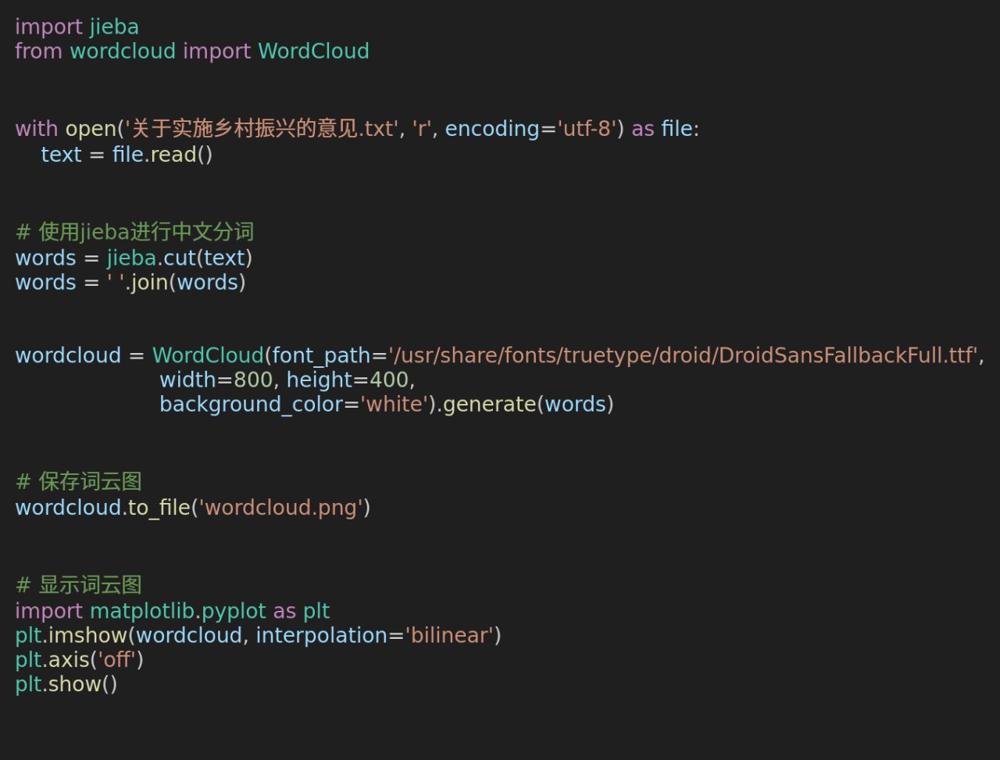 import jieba
from wordcloud import WordCloud
with open('关于实施乡村振兴的意见.txt', 'r', encoding='utf-8') as file:
    text = file.read()
# 使用jieba进行中文分词
words = jieba.cut(text)
words = ' '.join(words)
wordcloud = WordCloud(font_path='/usr/share/fonts/truetype/droid/DroidSansFallbackFull.ttf',
                      width=800, height=400,
                      background_color='white').generate(words)
# 保存词云图
wordcloud.to_file('wordcloud.png')
# 显示词云图
import matplotlib.pyplot as plt
plt.imshow(wordcloud, interpolation='bilinear')
plt.axis('off')
plt.show()